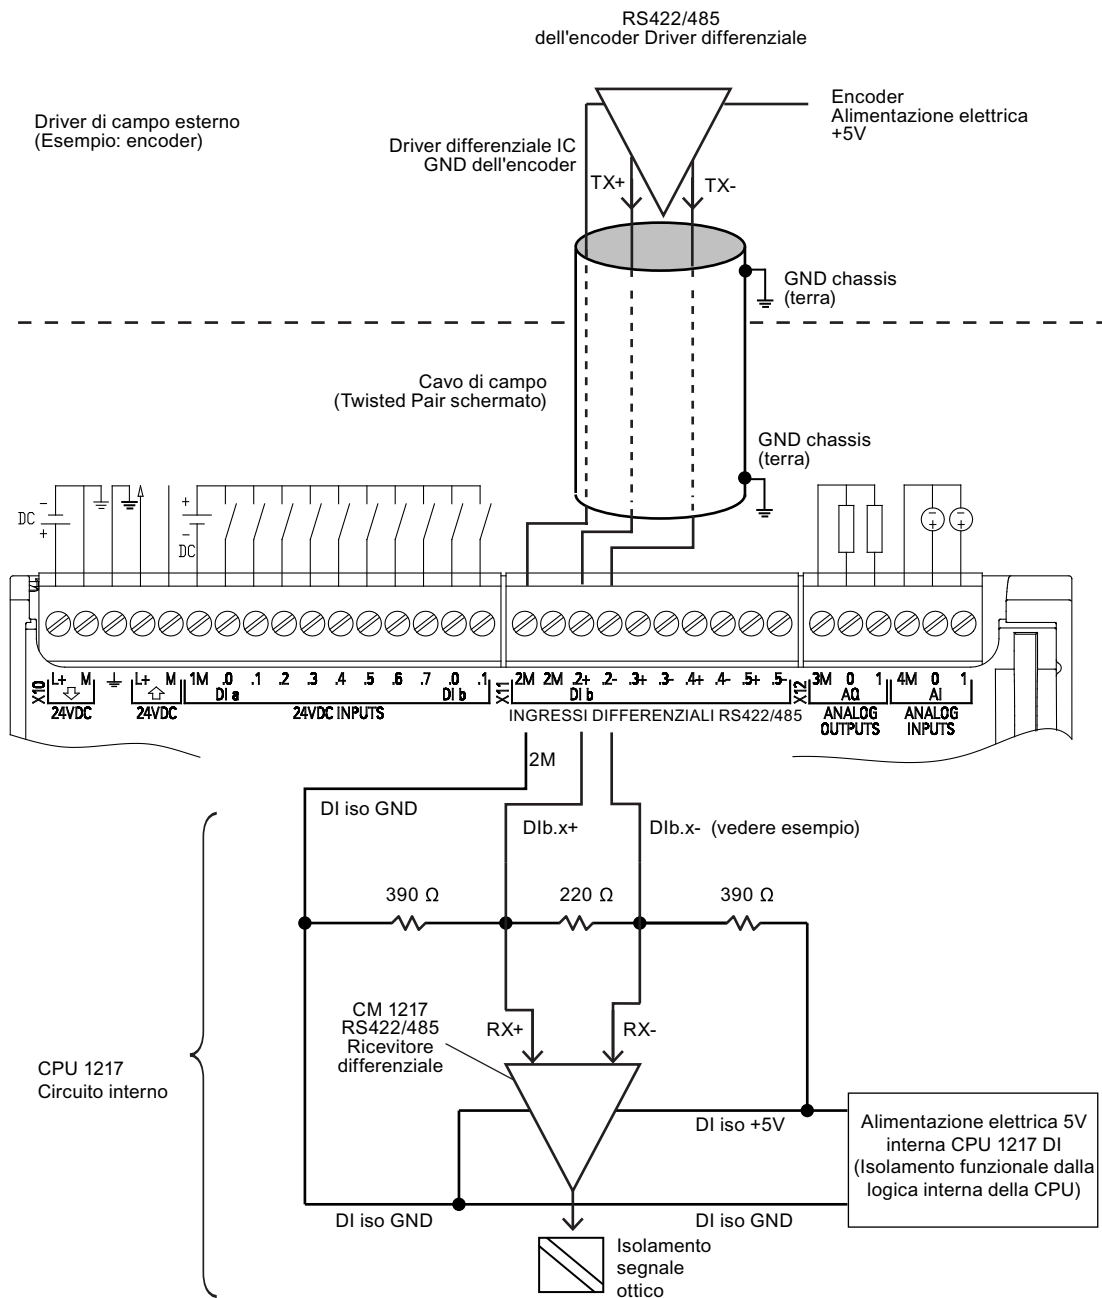 RS422/485
dell'encoder Driver differenziale
Driver di campo esterno
(Esempio: encoder)
Encoder
Alimentazione elettrica
+5V
Driver differenziale IC
GND dell'encoder
TX+
TX-
GND chassis
(terra)
Cavo di campo
(Twisted Pair schermato)
GND chassis
(terra)
DC
DC
X10
L+ M
24VDC
L+ M
24VDC
1M .0 .1 .2 .3 .4 .5 .6 .7 .0 .1
DI a
DI b
24VDC INPUTS
X11
2M 2M .2+ .2- .3+ .3- .4+ .4- .5+ .5-
DI b
INGRESSI DIFFERENZIALI RS422/485
X12
3M 0 1
AQ
ANALOG
OUTPUTS
4M 0 1
AI
ANALOG
INPUTS
2M
DI iso GND
DIb.x+
DIb.x- (vedere esempio)
390 Ω
220 Ω
390 Ω
CM 1217
RS422/485
Ricevitore
differenziale
RX+
RX-
CPU 1217
Circuito interno
DI iso +5V
Alimentazione elettrica 5V
interna CPU 1217 DI
(Isolamento funzionale dalla
logica interna della CPU)
DI iso GND
DI iso GND
Isolamento
segnale
ottico